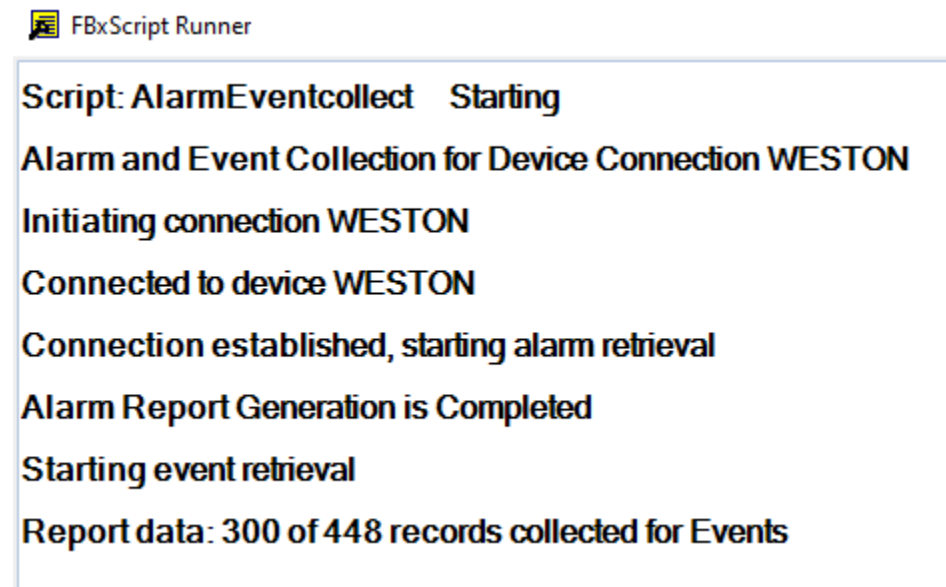 FBxScript Runner
Script: AlarmEventcollect Starting
Alarm and Event Collection for Device Connection WESTON
Initiating connection WESTON
Connected to device WESTON
Connection established, starting alarm retrieval
Alarm Report Generation is Completed
Starting event retrieval
Report data: 300 of 448 records collected for Events